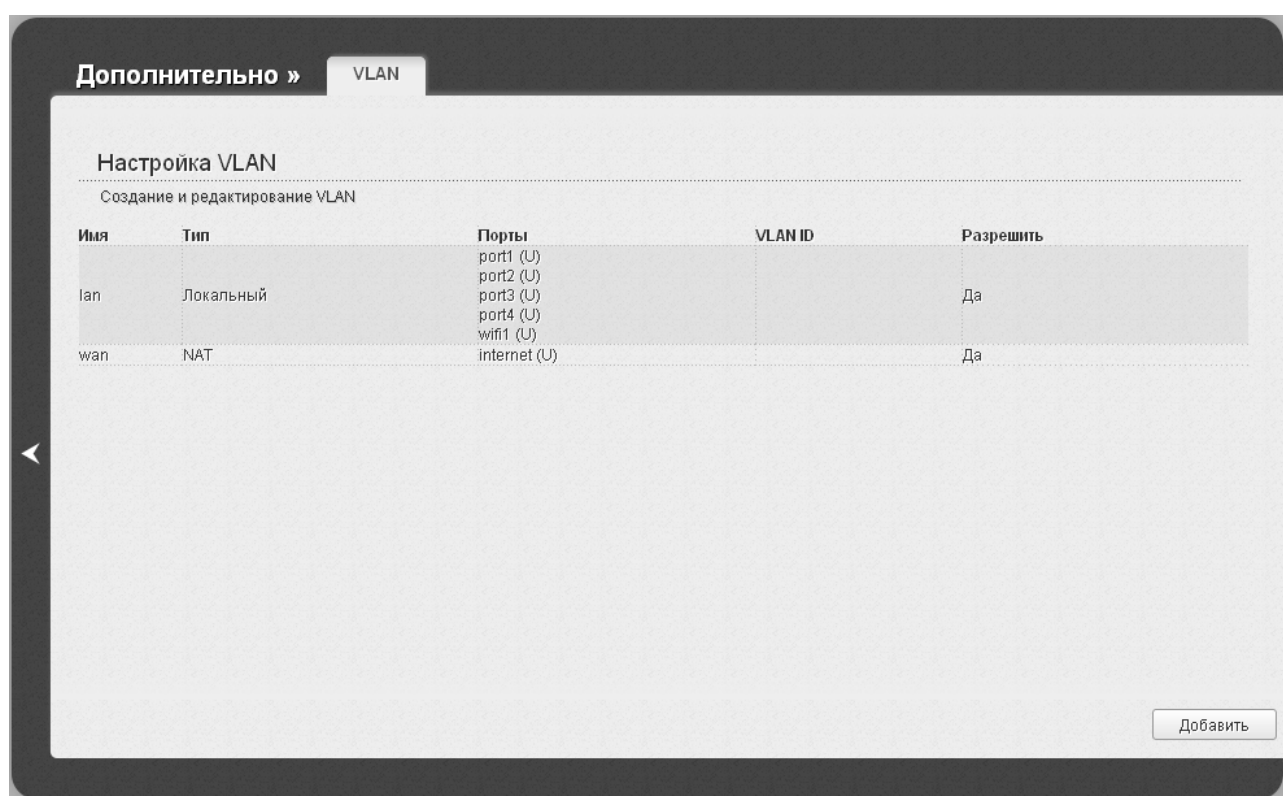 Дополнительно » VLAN
Настройка VLAN
Создание и редактирование VLAN
Имя Тип Порты VLAN ID Разрешить
port1 (U)
port2 (U)
lan Локальный port3 (U) Да
port4 (U)
wifi1 (U)
wan NAT internet (U) Да
Добавить